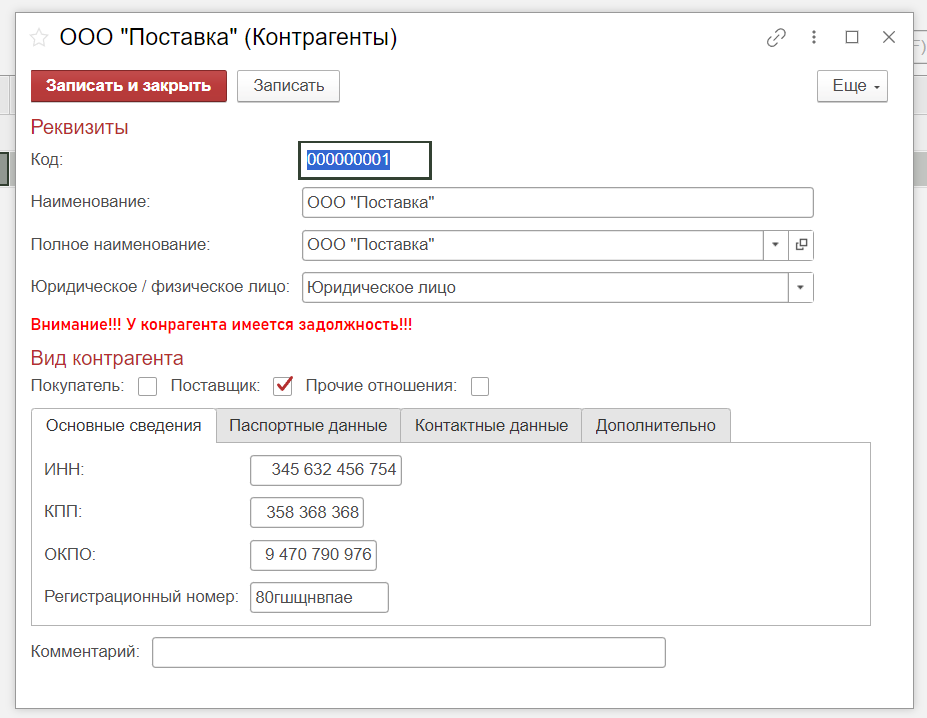 ООО "Поставка" (Контрагенты)
Записать и закрыть Записать Еще
Реквизиты
Код: 000000001
Наименование: ООО "Поставка"
Полное наименование: ООО "Поставка"
Юридическое / физическое лицо: Юридическое лицо
Внимание!!! У конрагента имеется задолжность!!!
Вид контрагента
Покупатель: Поставщик: Прочие отношения:
Основные сведения Паспортные данные Контактные данные Дополнительно
ИНН: 345 632 456 754
КПП: 358 368 368
ОКПО: 9 470 790 976
Регистрационный номер: 80гшщнвпае
Комментарий: